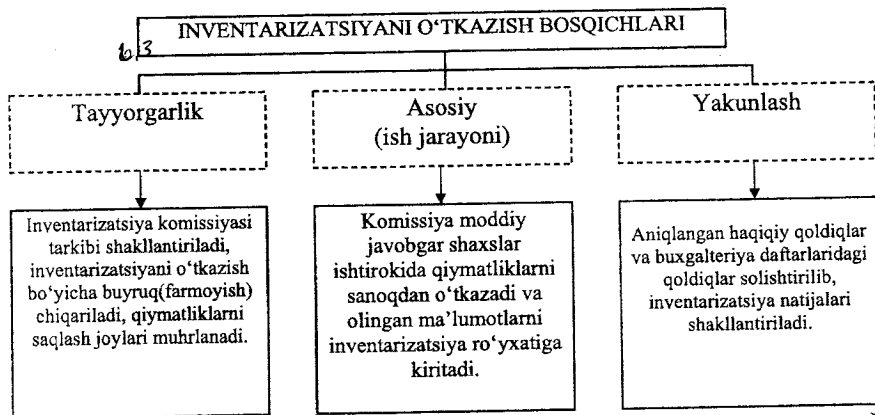 INVENTARIZATSIYANI O‘TKAZISH BOSQICHLARI
63
Tayyorgarlik
Asosiy
(ish jarayoni)
Yakunlash
Inventarizatsiya komissiyasi
tarkibi shakllantiriladi,
inventarizatsiyani o‘tkazish
bo‘yicha buyruq(farmoyish)
chiqariladi, qiymatliklarni
saqlash joylari muhrlanadi.
Komissiya moddiy
javobgar shaxslar
ishtirokida qiymatliklarni
sanoqdan o‘tkazadi va
olingan ma’lumotlarni
inventarizatsiya ro‘yxatiga
kiritadi.
Aniqlangan haqiqiy qoldiqlar
va buxgalteriya daftarlaridagi
qoldiqlar solishtirilib,
inventarizatsiya natijalari
shakllantiriladi.